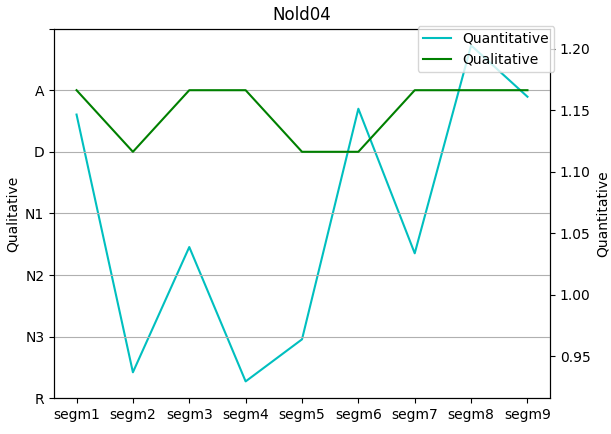 Nold04
Quantitative
Qualitative
A
D
N1
N2
N3
R
Qualitative
1.20
1.15
1.10
1.05
1.00
0.95
Quantitative
segm1 segm2 segm3 segm4 segm5 segm6 segm7 segm8 segm9